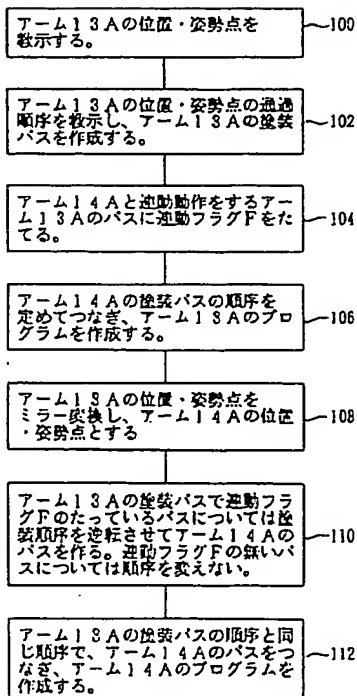 アーム13Aの位置・姿勢点を
教示する。
100
アーム13Aの位置・姿勢点の通過
順序を教示し、アーム13Aの塗装
パスを作成する。
102
アーム14Aと連動動作をするアー
ム13Aのパスに連動フラグFをた
てる。
104
アーム14Aの塗装パスの順序を
定めてつなぎ、アーム13Aのプロ
グラムを作成する。
106
アーム13Aの位置・姿勢点を
ミラー変換し、アーム14Aの位置
・姿勢点とする
108
アーム13Aの塗装パスで連動フラ
グFのたっているパスについては塗
装順序を逆転させてアーム14Aの
パスを作る。連動フラグFの無いパ
スについては順序を変えない。
110
アーム13Aの塗装パスの順序と同
じ順序で、アーム14Aのパスをつ
なぎ、アーム14Aのプログラムを
作成する。
112